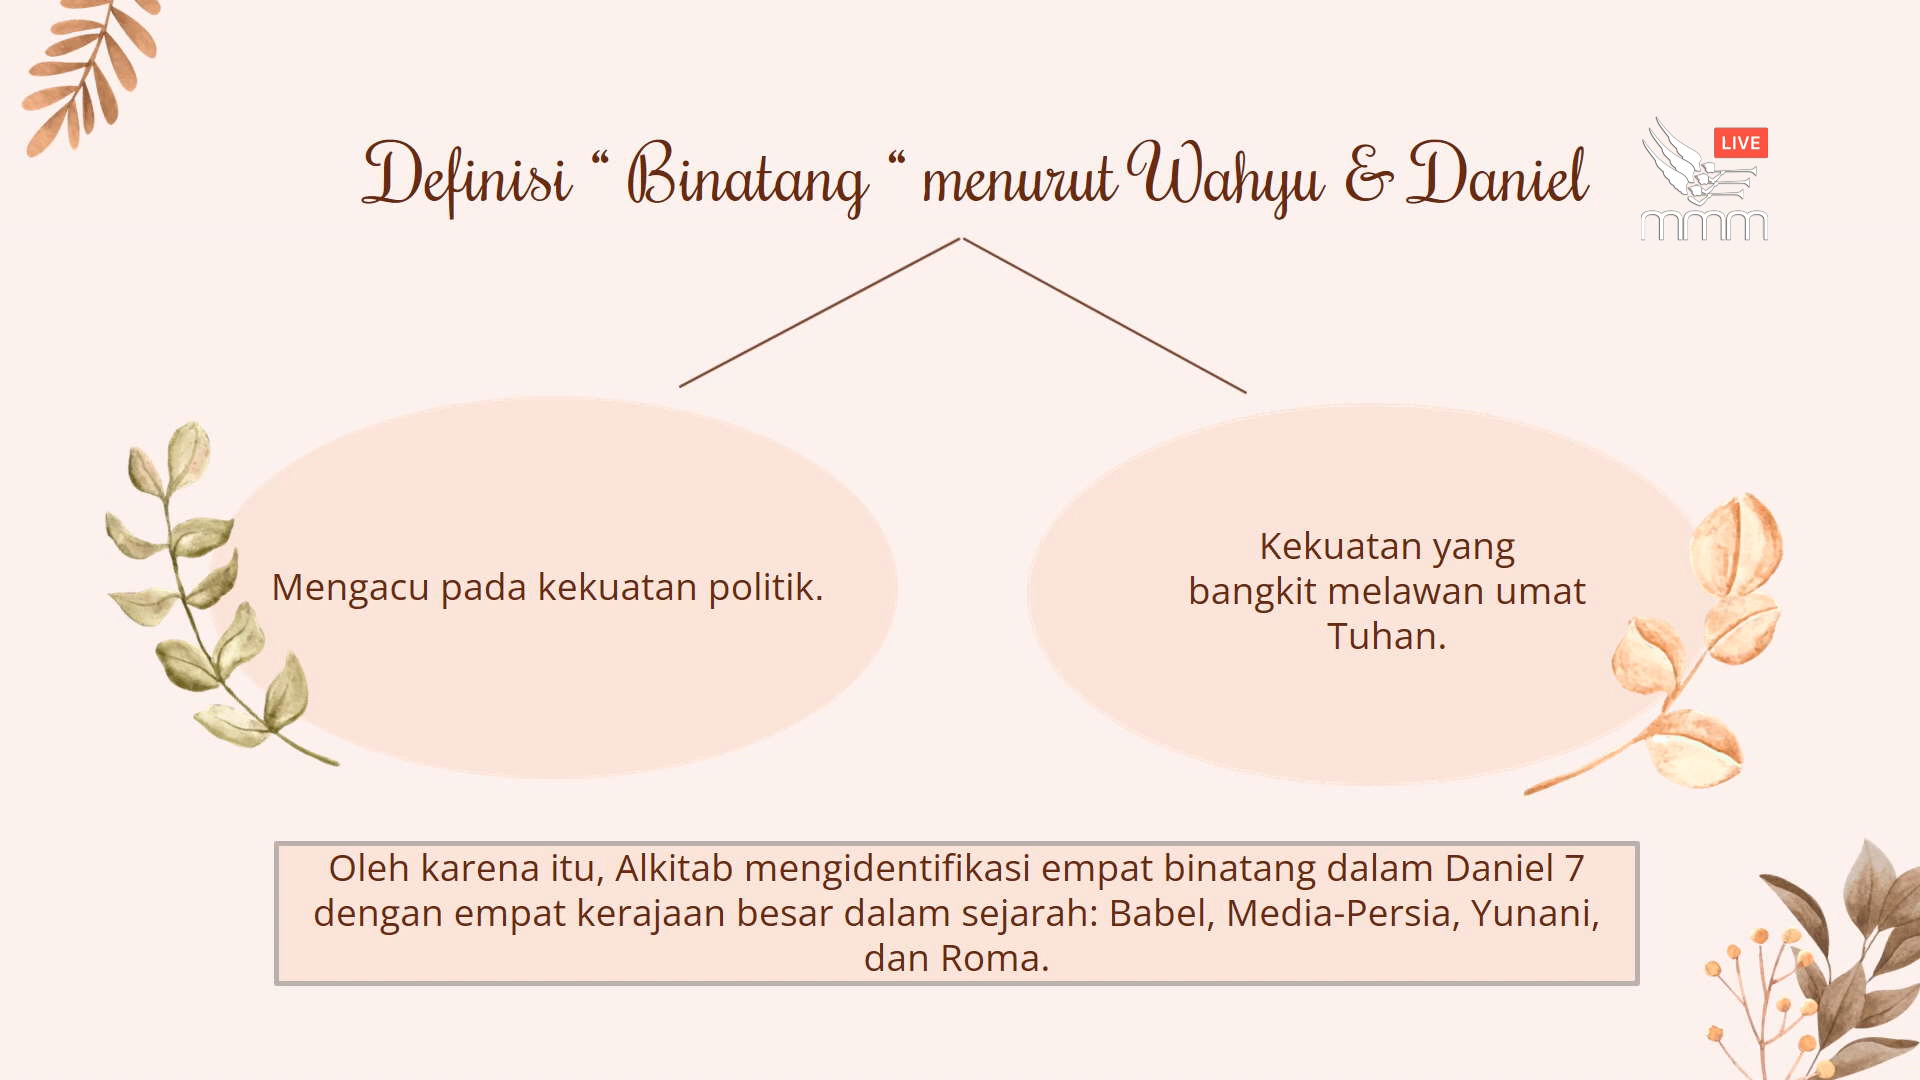 Definisi “ Binatang “ menurut Wahyu & Daniel
LIVE
mmm
Mengacu pada kekuatan politik.
Kekuatan yang
bangkit melawan umat
Tuhan.
Oleh karena itu, Alkitab mengidentifikasi empat binatang dalam Daniel 7
dengan empat kerajaan besar dalam sejarah: Babel, Media-Persia, Yunani,
dan Roma.